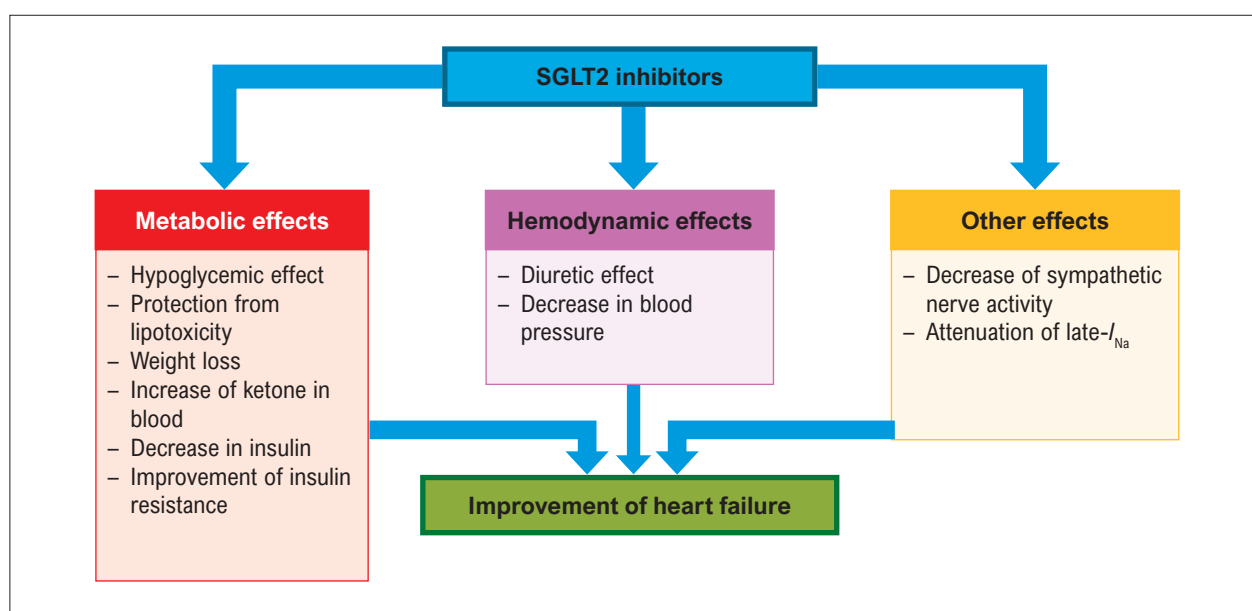 SGLT2 inhibitors
Metabolic effects
– Hypoglycemic effect
– Protection from
lipotoxicity
– Weight loss
– Increase of ketone in
blood
– Decrease in insulin
– Improvement of insulin
resistance
Hemodynamic effects
– Diuretic effect
– Decrease in blood
pressure
Other effects
– Decrease of sympathetic
nerve activity
– Attenuation of late-INa
Improvement of heart failure